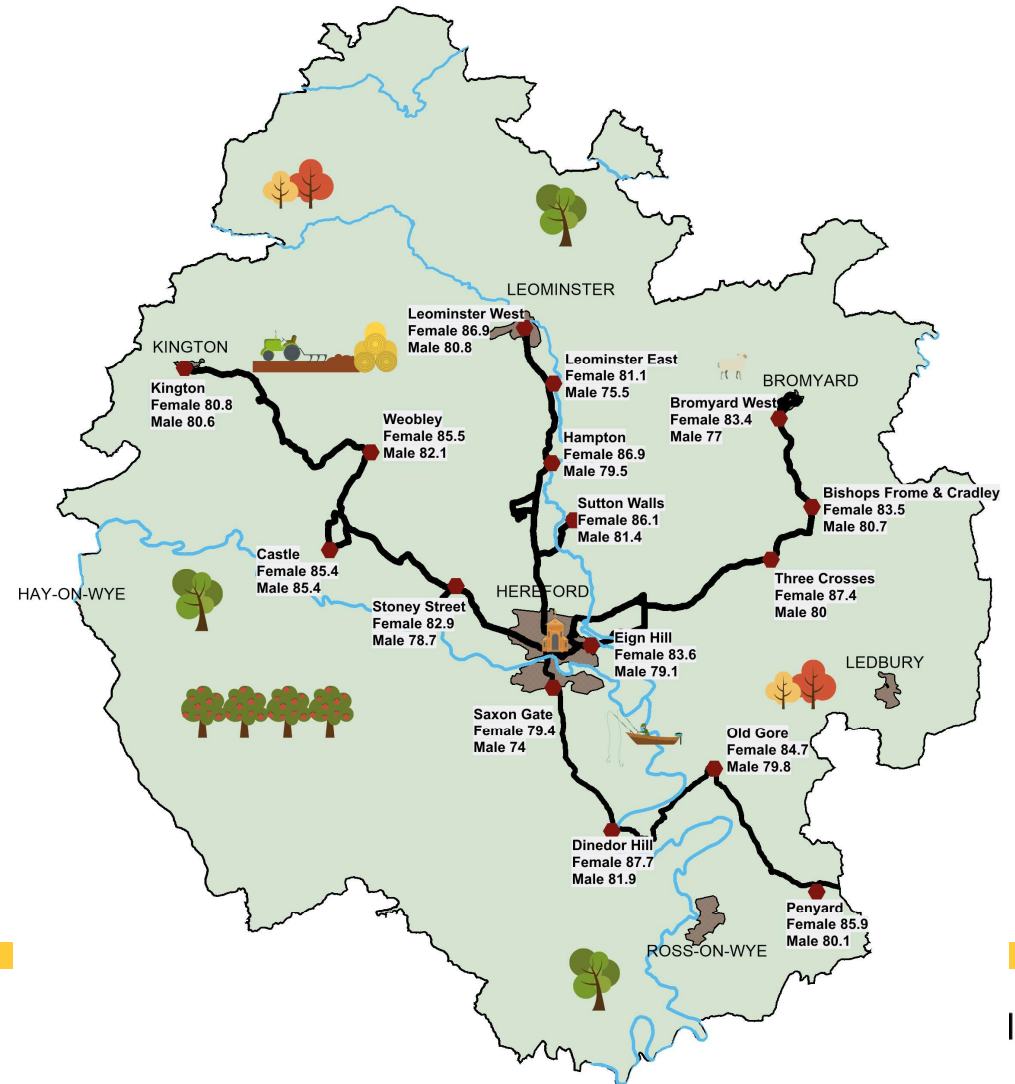 LEOMINSTER
Leominster West
Female 86.9
Male 80.8
KINGTON
Kington
Female 80.8
Male 80.6
Leominster East
Female 81.1
Male 75.5
BROMYARD
Bromyard West
Female 83.4
Male 77
Weobley
Female 85.5
Male 82.1
Hampton
Female 86.9
Male 79.5
Sutton Walls
Female 86.1
Male 81.4
Bishops Frome & Cradley
Female 83.5
Male 80.7
Castle
Female 85.4
Male 85.4
Three Crosses
Female 87.4
Male 80
HAY-ON-WYE
HEREFORD
Stoney Street
Female 82.9
Male 78.7
Eign Hill
Female 83.6
Male 79.1
LEDBURY
Saxon Gate
Female 79.4
Male 74
Old Gore
Female 84.7
Male 79.8
Dinedor Hill
Female 87.7
Male 81.9
Penyard
Female 85.9
Male 80.1
ROSS-ON-WYE